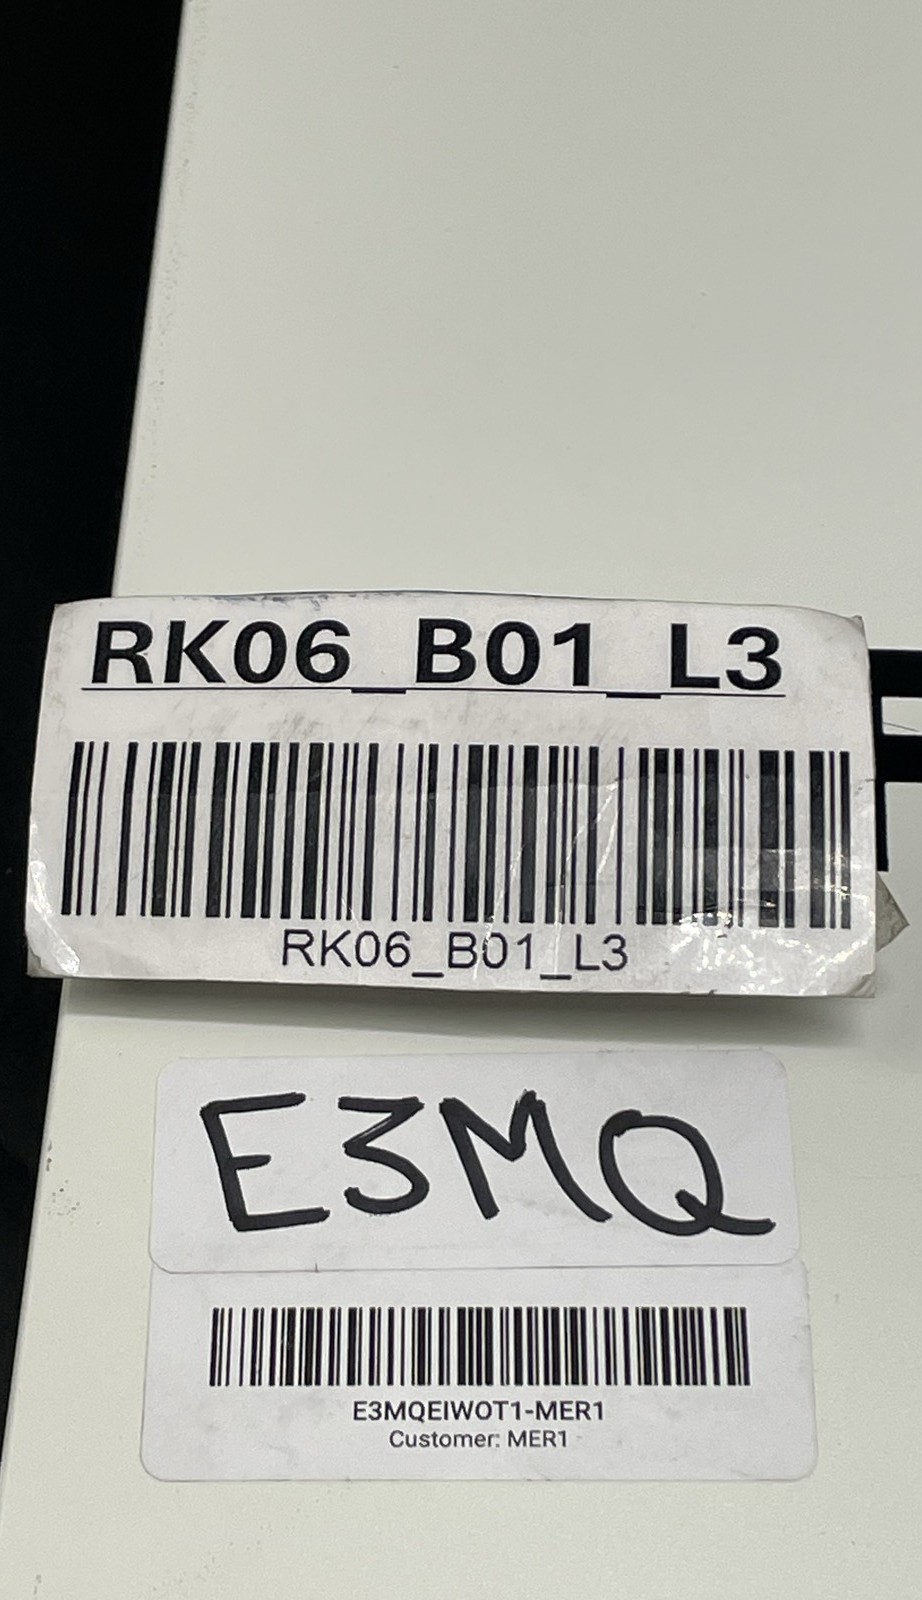 RK06_B01_L3
RK06_B01_L3
E3MQ
E3MQEIWOT1-MER1
Customer: MER1